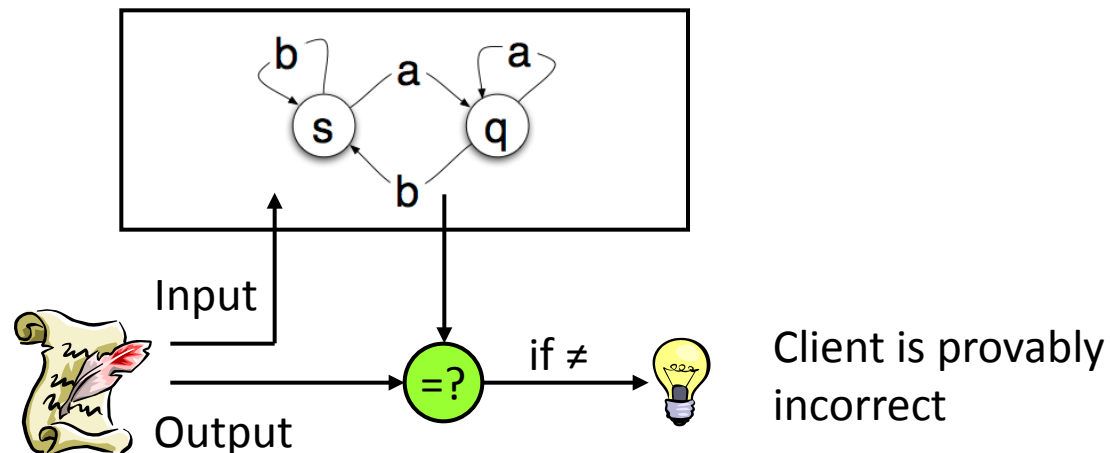 b
a
a
s
q
b
Input
=?
if ≠
Client is provably
incorrect
Output